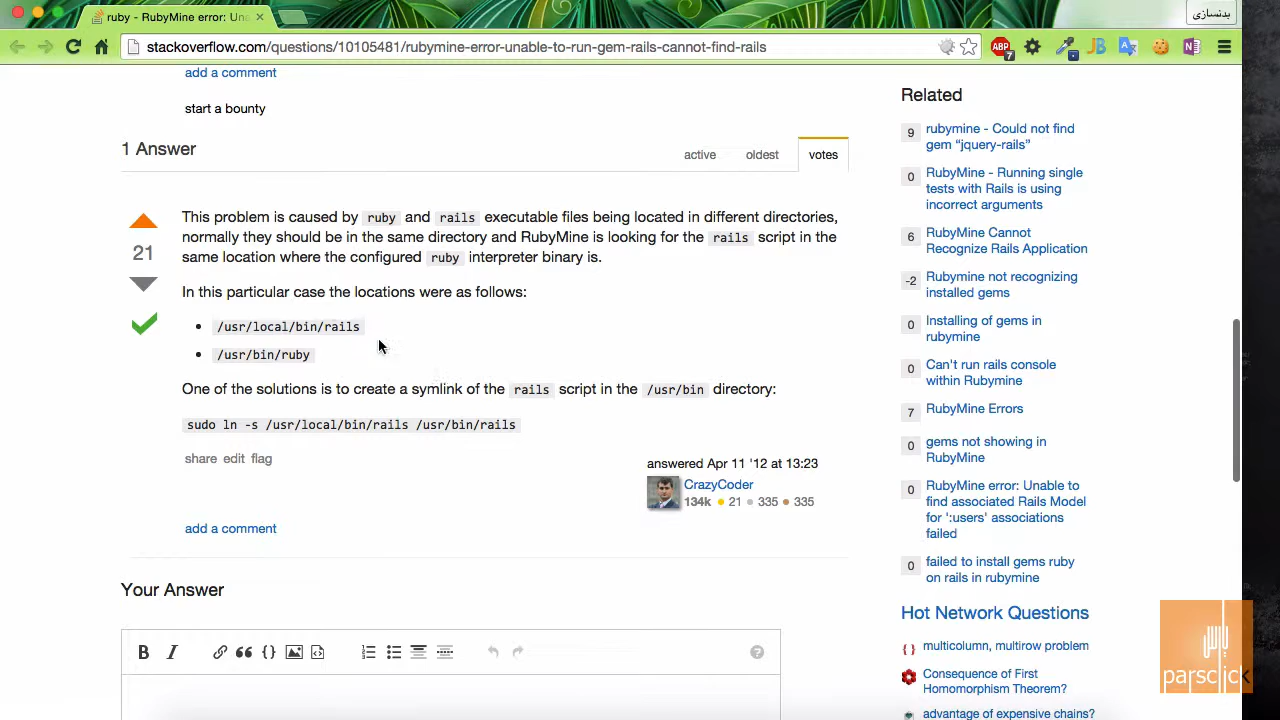 ruby - RubyMine error: Una
بدنسازی
stackoverflow.com/questions/10105481/rubymine-error-unable-to-run-gem-rails-cannot-find-rails
ABP
7
JB
add a comment
start a bounty
1 Answer
active
oldest
votes
21
This problem is caused by ruby and rails executable files being located in different directories,
normally they should be in the same directory and RubyMine is looking for the rails script in the
same location where the configured ruby interpreter binary is.
In this particular case the locations were as follows:
/usr/local/bin/rails
/usr/bin/ruby
One of the solutions is to create a symlink of the rails script in the /usr/bin directory:
sudo ln -s /usr/local/bin/rails /usr/bin/rails
share edit flag
answered Apr 11 '12 at 13:23
CrazyCoder
134k 21 335 335
add a comment
Your Answer
B I
Related
9 rubymine - Could not find
gem “jquery-rails”
0 RubyMine - Running single
tests with Rails is using
incorrect arguments
6 RubyMine Cannot
Recognize Rails Application
-2 Rubymine not recognizing
installed gems
0 Installing of gems in
rubymine
0 Can't run rails console
within Rubymine
7 RubyMine Errors
0 gems not showing in
RubyMine
0 RubyMine error: Unable to
find associated Rails Model
for ':users' associations
failed
0 failed to install gems ruby
on rails in rubymine
Hot Network Questions
multicolumn, multirow problem
Consequence of First
Homomorphism Theorem?
advantage of expensive chains?
parsclick